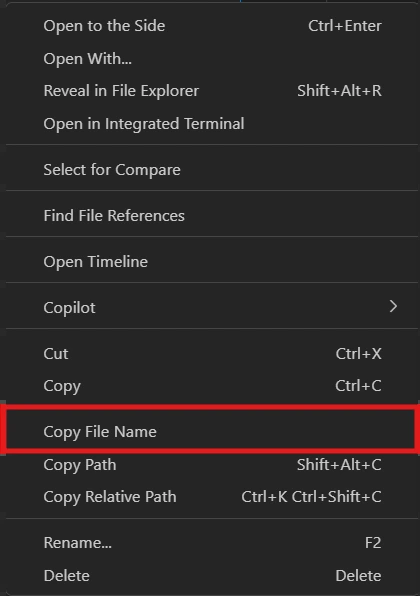 Open to the Side Ctrl+Enter
Open With...
Reveal in File Explorer Shift+Alt+R
Open in Integrated Terminal
Select for Compare
Find File References
Open Timeline
Copilot
Cut Ctrl+X
Copy Ctrl+C
Copy File Name
Copy Path Shift+Alt+C
Copy Relative Path Ctrl+K Ctrl+Shift+C
Rename... F2
Delete Delete